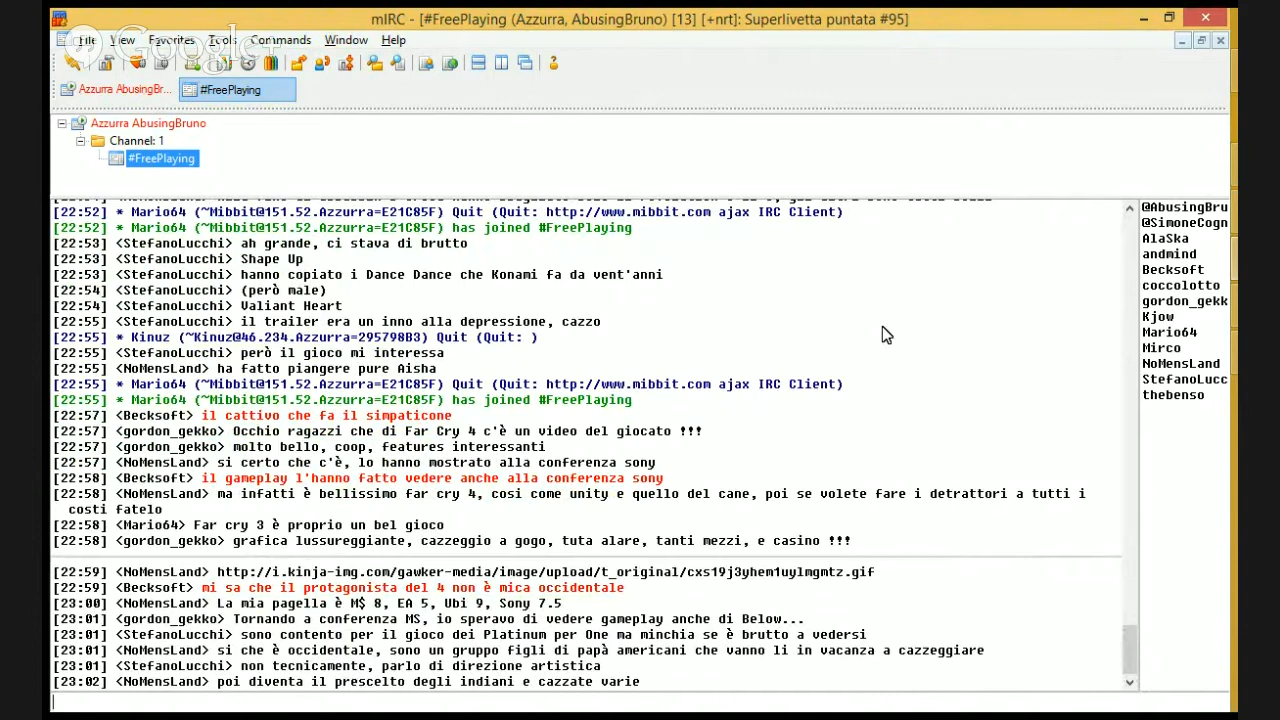 mIRC - [#FreePlaying (Azzurra, AbusingBruno) [13] [+nrt]: Superlivetta puntata #95]
File View Favorites Tools Commands Window Help
Google+
Azzurra AbusingBr... #FreePlaying
Azzurra AbusingBruno
Channel: 1
#FreePlaying
[22:52] * Mario64 (~Mibbit@151.52.Azzurra=E21C85F) Quit (Quit: http://www.mibbit.com ajax IRC Client)
[22:52] * Mario64 (~Mibbit@151.52.Azzurra=E21C85F) has joined #FreePlaying
[22:53] <StefanoLucchi> ah grande, ci stava di brutto
[22:53] <StefanoLucchi> Shape Up
[22:53] <StefanoLucchi> hanno copiato i Dance Dance che Konami fa da vent'anni
[22:54] <StefanoLucchi> (però male)
[22:54] <StefanoLucchi> Valiant Heart
[22:55] <StefanoLucchi> il trailer era un inno alla depressione, cazzo
[22:55] * Kinuz (~Kinuz@46.234.Azzurra=295798B3) Quit (Quit: )
[22:55] <StefanoLucchi> però il gioco mi interessa
[22:55] <NoMensLand> ha fatto piangere pure Aisha
[22:55] * Mario64 (~Mibbit@151.52.Azzurra=E21C85F) Quit (Quit: http://www.mibbit.com ajax IRC Client)
[22:55] * Mario64 (~Mibbit@151.52.Azzurra=E21C85F) has joined #FreePlaying
[22:57] <Becksoft> il cattivo che fa il simpaticone
[22:57] <gordon_gekko> Occhio ragazzi che di Far Cry 4 c'è un video del giocato !!!
[22:57] <gordon_gekko> molto bello, coop, features interessanti
[22:57] <NoMensLand> si certo che c'è, lo hanno mostrato alla conferenza sony
[22:58] <Becksoft> il gameplay l'hanno fatto vedere anche alla conferenza sony
[22:58] <NoMensLand> ma infatti è bellissimo far cry 4, cosi come unity e quello del cane, poi se volete fare i detrattori a tutti i
costi fatelo
[22:58] <Mario64> Far cry 3 è proprio un bel gioco
[22:58] <gordon_gekko> grafica lussureggiante, cazzeggio a gogo, tuta alare, tanti mezzi, e casino !!!
[22:59] <NoMensLand> http://i.kinja-img.com/gawker-media/image/upload/t_original/cxs19j3yhem1uylmgmtz.gif
[22:59] <Becksoft> mi sa che il protagonista del 4 non è mica occidentale
[23:00] <NoMensLand> La mia pagella è M$ 8, EA 5, Ubi 9, Sony 7.5
[23:01] <gordon_gekko> Tornando a conferenza MS, io speravo di vedere gameplay anche di Below...
[23:01] <StefanoLucchi> sono contento per il gioco dei Platinum per One ma minchia se è brutto a vedersi
[23:01] <NoMensLand> si che è occidentale, sono un gruppo figli di papà americani che vanno li in vacanza a cazzeggiare
[23:01] <StefanoLucchi> non tecnicamente, parlo di direzione artistica
[23:02] <NoMensLand> poi diventa il prescelto degli indiani e cazzate varie
@AbusingBru
@SimoneCogn
AlaSka
andmind
Becksoft
coccolotto
gordon_gekk
Kjow
Mario64
Mirco
NoMensLand
StefanoLucc
thebenso